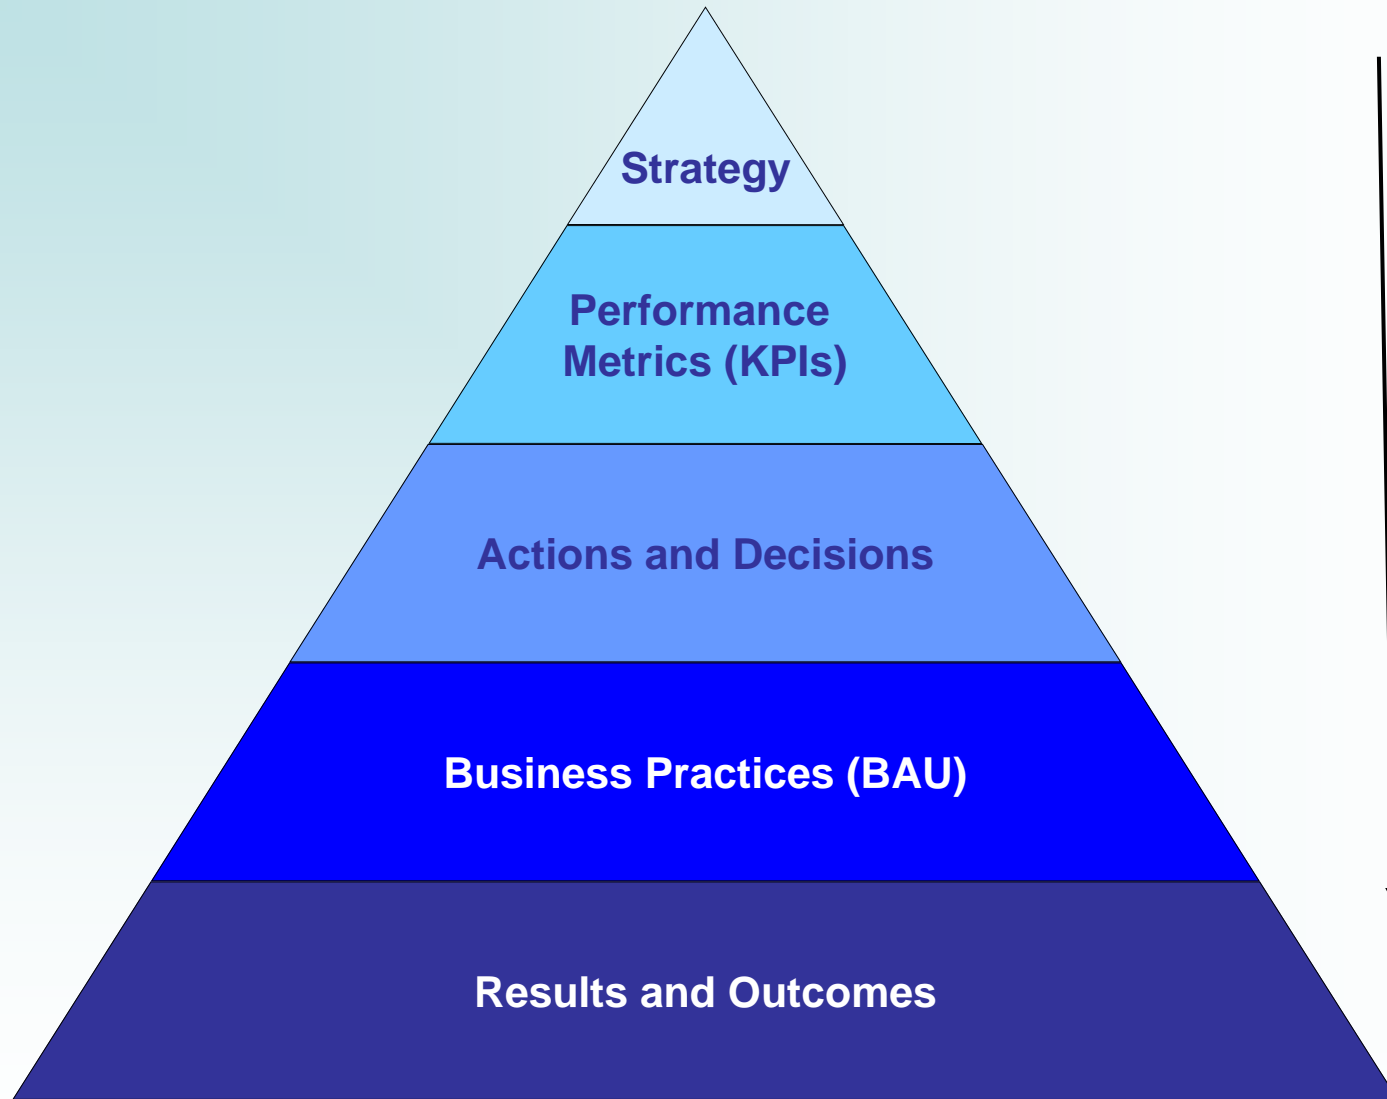 Strategy
Performance
Metrics (KPIs)
Actions and Decisions
Business Practices (BAU)
Results and Outcomes